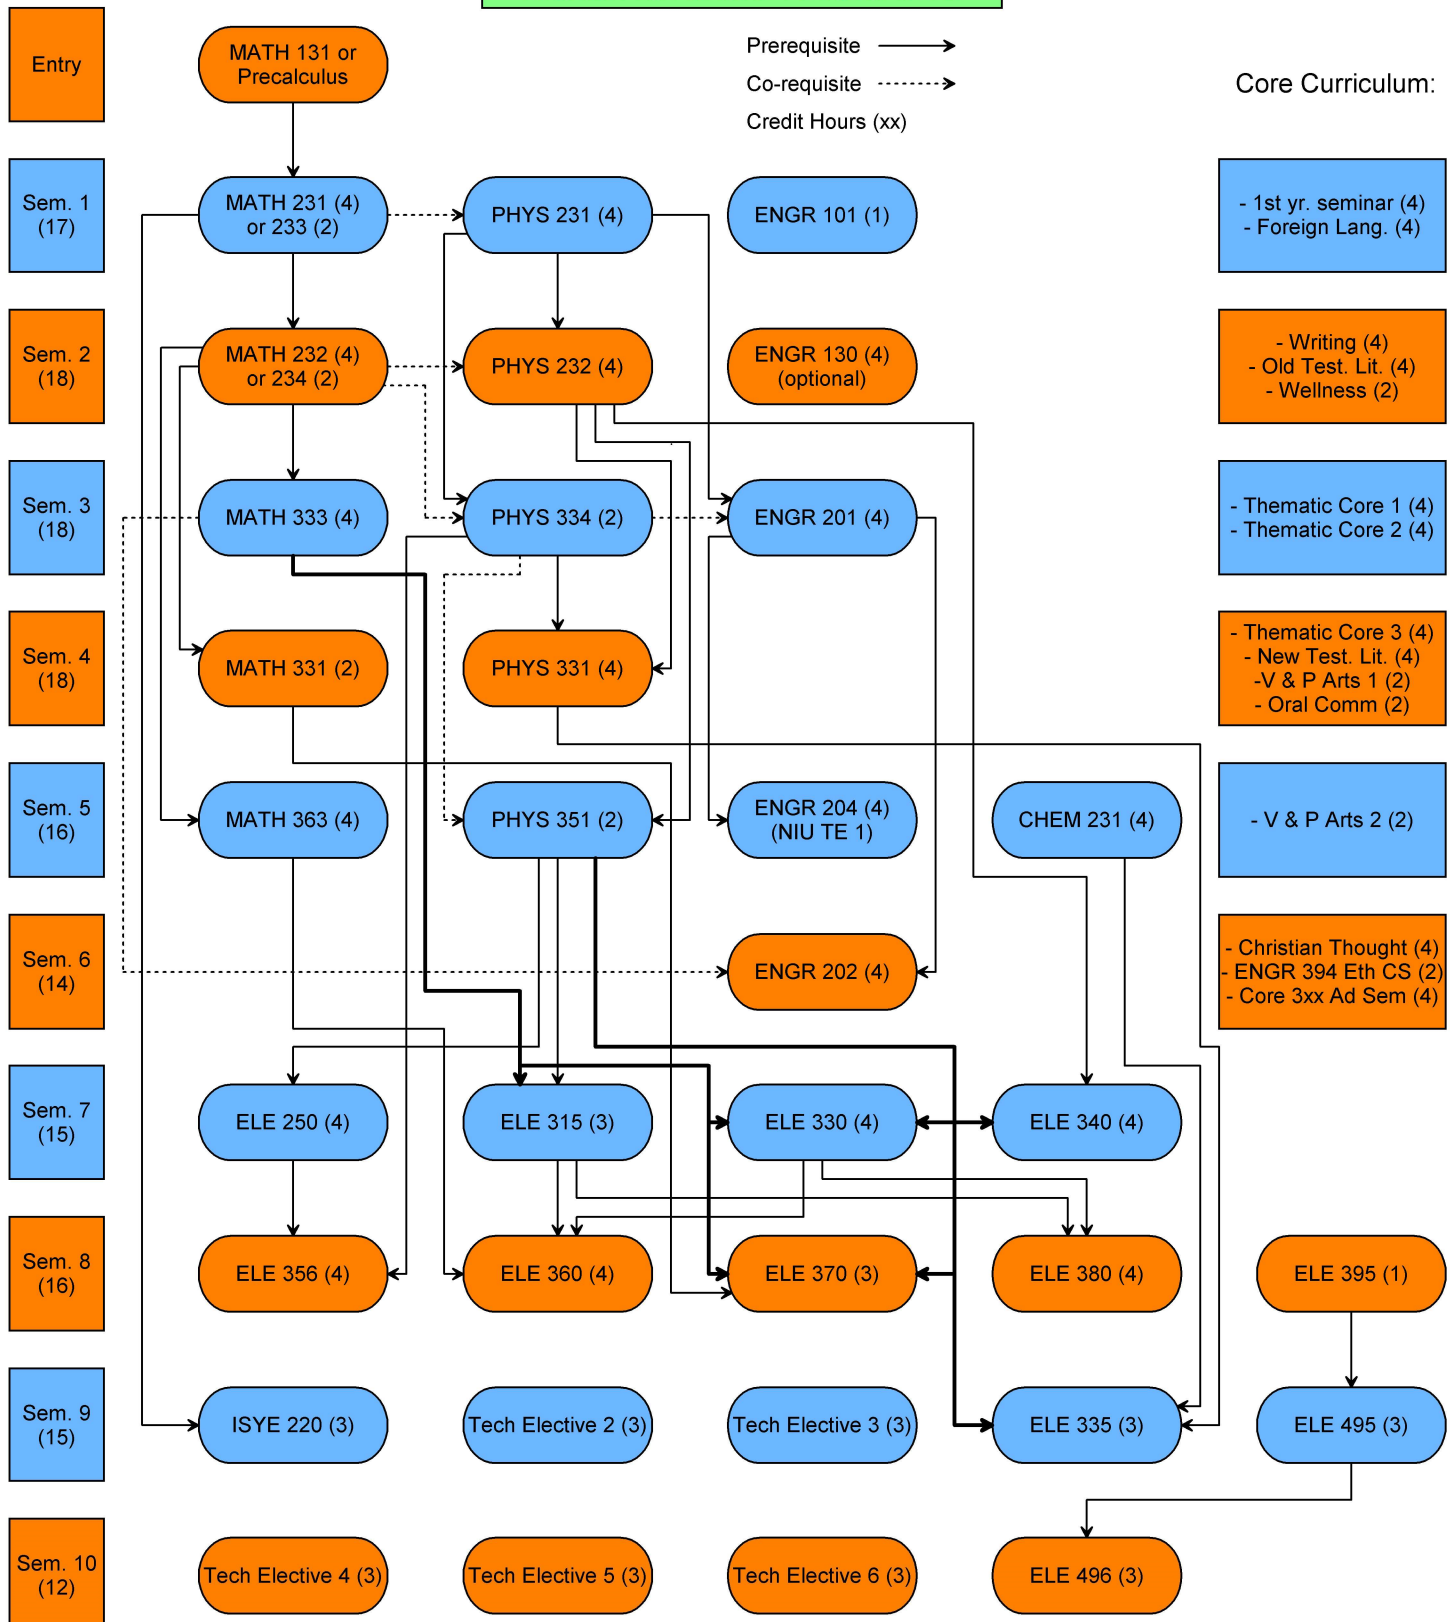 Prerequisite
Co-requisite
Credit Hours (xx)
Core Curriculum:
Entry
MATH 131 or
Precalculus
Sem. 1
(17)
MATH 231 (4)
or 233 (2)
PHYS 231 (4)
ENGR 101 (1)
- 1st yr. seminar (4)
- Foreign Lang. (4)
Sem. 2
(18)
MATH 232 (4)
or 234 (2)
PHYS 232 (4)
ENGR 130 (4)
(optional)
- Writing (4)
- Old Test. Lit. (4)
- Wellness (2)
Sem. 3
(18)
MATH 333 (4)
PHYS 334 (2)
ENGR 201 (4)
- Thematic Core 1 (4)
- Thematic Core 2 (4)
Sem. 4
(18)
MATH 331 (2)
PHYS 331 (4)
- Thematic Core 3 (4)
- New Test. Lit. (4)
-V & P Arts 1 (2)
- Oral Comm (2)
Sem. 5
(16)
MATH 363 (4)
PHYS 351 (2)
ENGR 204 (4)
(NIU TE 1)
CHEM 231 (4)
- V & P Arts 2 (2)
Sem. 6
(14)
ENGR 202 (4)
- Christian Thought (4)
- ENGR 394 Eth CS (2)
- Core 3xx Ad Sem (4)
Sem. 7
(15)
ELE 250 (4)
ELE 315 (3)
ELE 330 (4)
ELE 340 (4)
Sem. 8
(16)
ELE 356 (4)
ELE 360 (4)
ELE 370 (3)
ELE 380 (4)
ELE 395 (1)
Sem. 9
(15)
ISYE 220 (3)
Tech Elective 2 (3)
Tech Elective 3 (3)
ELE 335 (3)
ELE 495 (3)
Sem. 10
(12)
Tech Elective 4 (3)
Tech Elective 5 (3)
Tech Elective 6 (3)
ELE 496 (3)